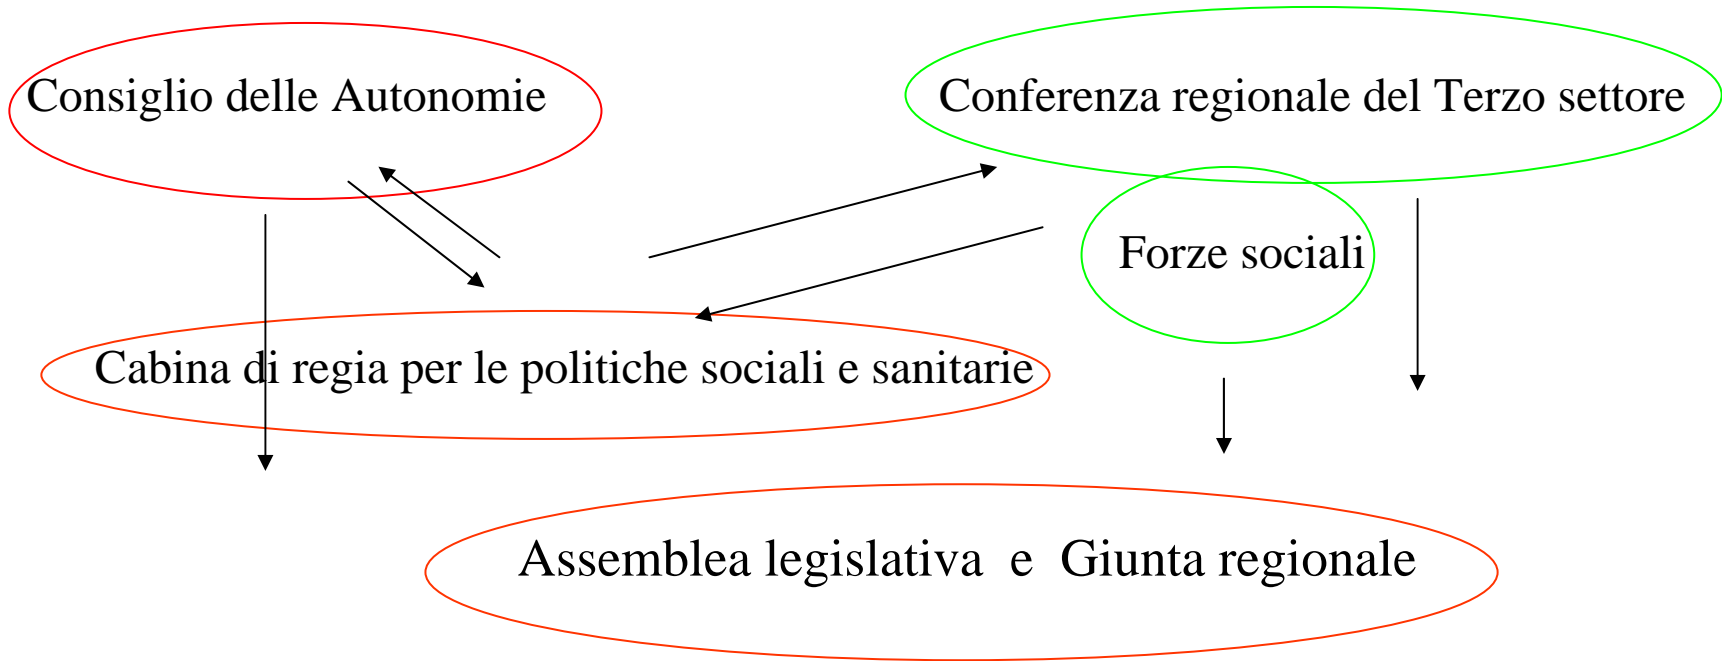 Consiglio delle Autonomie
Conferenza regionale del Terzo settore
Forze sociali
Cabina di regia per le politiche sociali e sanitarie
Assemblea legislativa e Giunta regionale